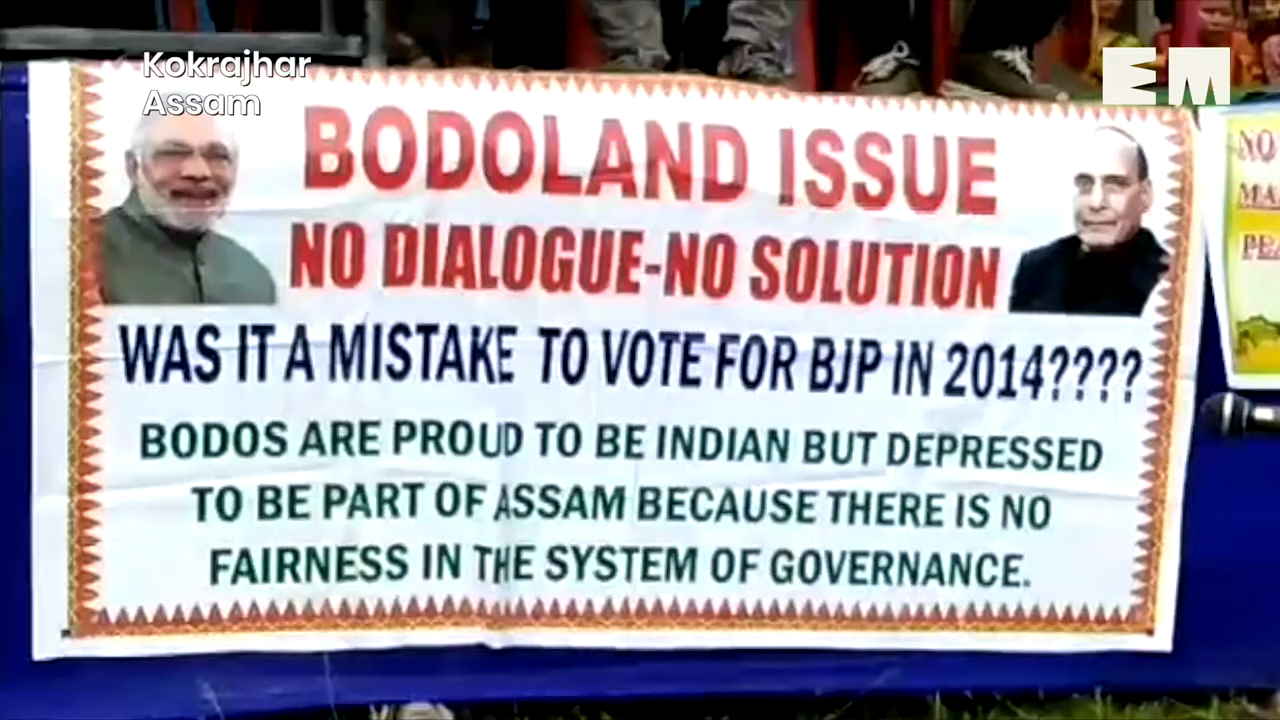 Kokrajhar
Assam
EM
BODOLAND ISSUE
NO DIALOGUE-NO SOLUTION
WAS IT A MISTAKE TO VOTE FOR BJP IN 2014????
BODOS ARE PROUD TO BE INDIAN BUT DEPRESSED
TO BE PART OF ASSAM BECAUSE THERE IS NO
FAIRNESS IN THE SYSTEM OF GOVERNANCE.
NO